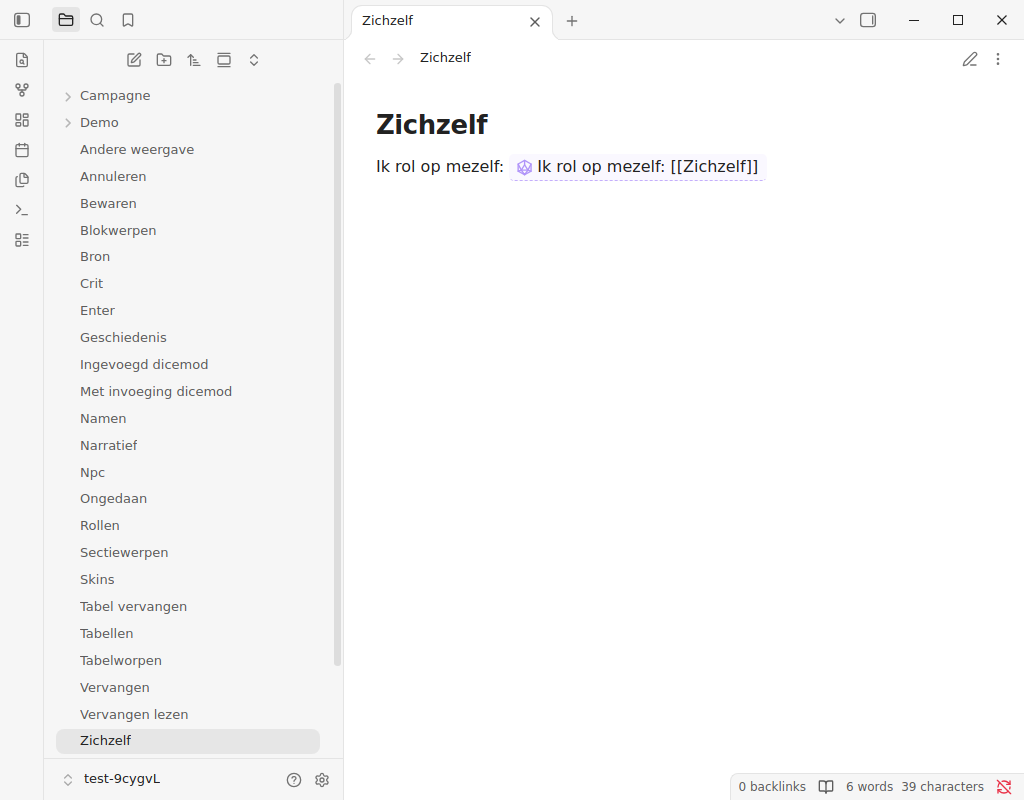 Zichzelf
Zichzelf
Campagne
Demo
Andere weergave
Annuleren
Bewaren
Blokwerpen
Bron
Crit
Enter
Geschiedenis
Ingevoegd dicemod
Met invoeging dicemod
Namen
Narratief
Npc
Ongedaan
Rollen
Sectiewerpen
Skins
Tabel vervangen
Tabellen
Tabelworpen
Vervangen
Vervangen lezen
Zichzelf
test-9cygvL
Zichzelf
Ik rol op mezelf: Ik rol op mezelf: [[Zichzelf]]
0 backlinks 6 words 39 characters